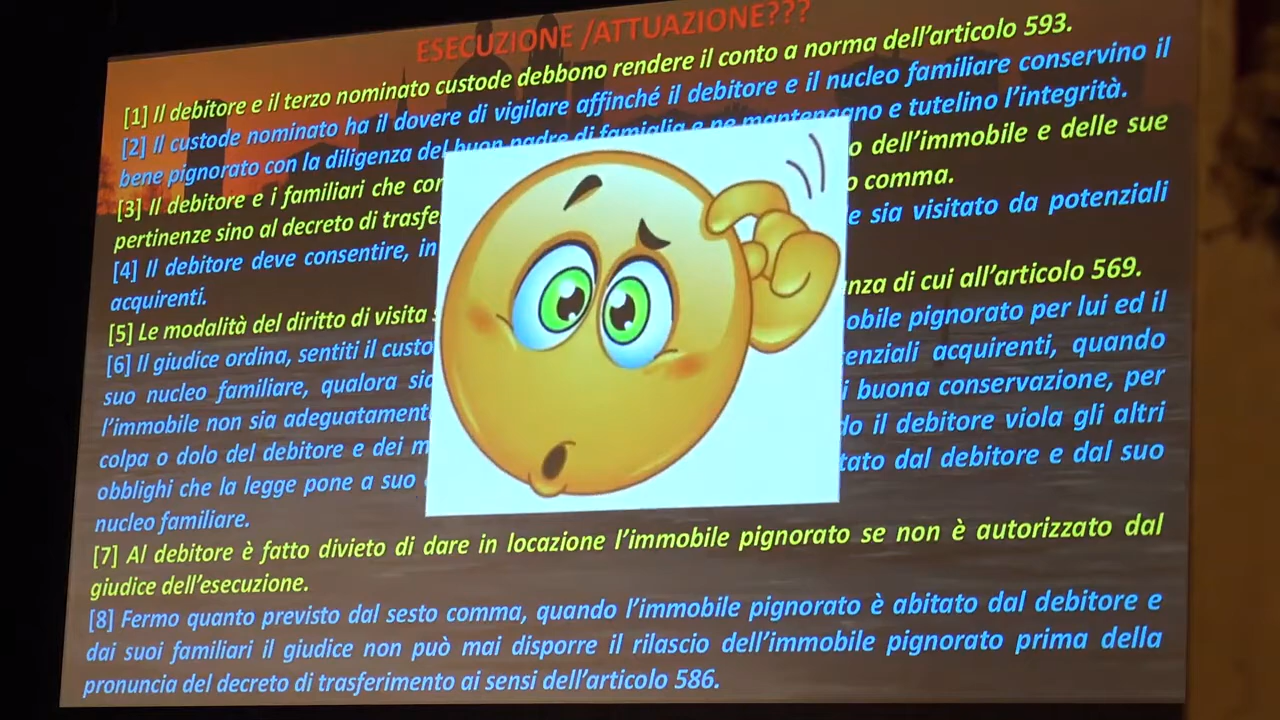 ESECUZIONE /ATTUAZIONE???
[1] Il debitore e il terzo nominato custode debbono rendere il conto a norma dell'articolo 593.
[2] Il custode nominato ha il dovere di vigilare affinché il debitore e il nucleo familiare conservino il
bene pignorato con la diligenza del buon padre di famiglia e ne mantengano e tutelino l'integrità.
[3] Il debitore e i familiari che dell'immobile e delle sue
pertinenze sino al decreto di comma.
[4] Il debitore deve consentire, in e sia visitato da potenziali
acquirenti.
[5] Le modalità del diritto di visita di cui all'articolo 569.
[6] Il giudice ordina, sentiti il pignorato per lui ed il
suo nucleo familiare, qualora acquirenti, quando
l'immobile non sia buona conservazione, per
colpa o dolo del debitore e dei il debitore viola gli altri
obblighi che la legge pone a suo dal debitore e dal suo
nucleo familiare.
[7] Al debitore è fatto divieto di dare in locazione l'immobile pignorato se non è autorizzato dal
giudice dell'esecuzione.
[8] Fermo quanto previsto dal sesto comma, quando l'immobile pignorato è abitato dal debitore e
dai suoi familiari il giudice non può mai disporre il rilascio dell'immobile pignorato prima della
pronuncia del decreto di trasferimento ai sensi dell'articolo 586.